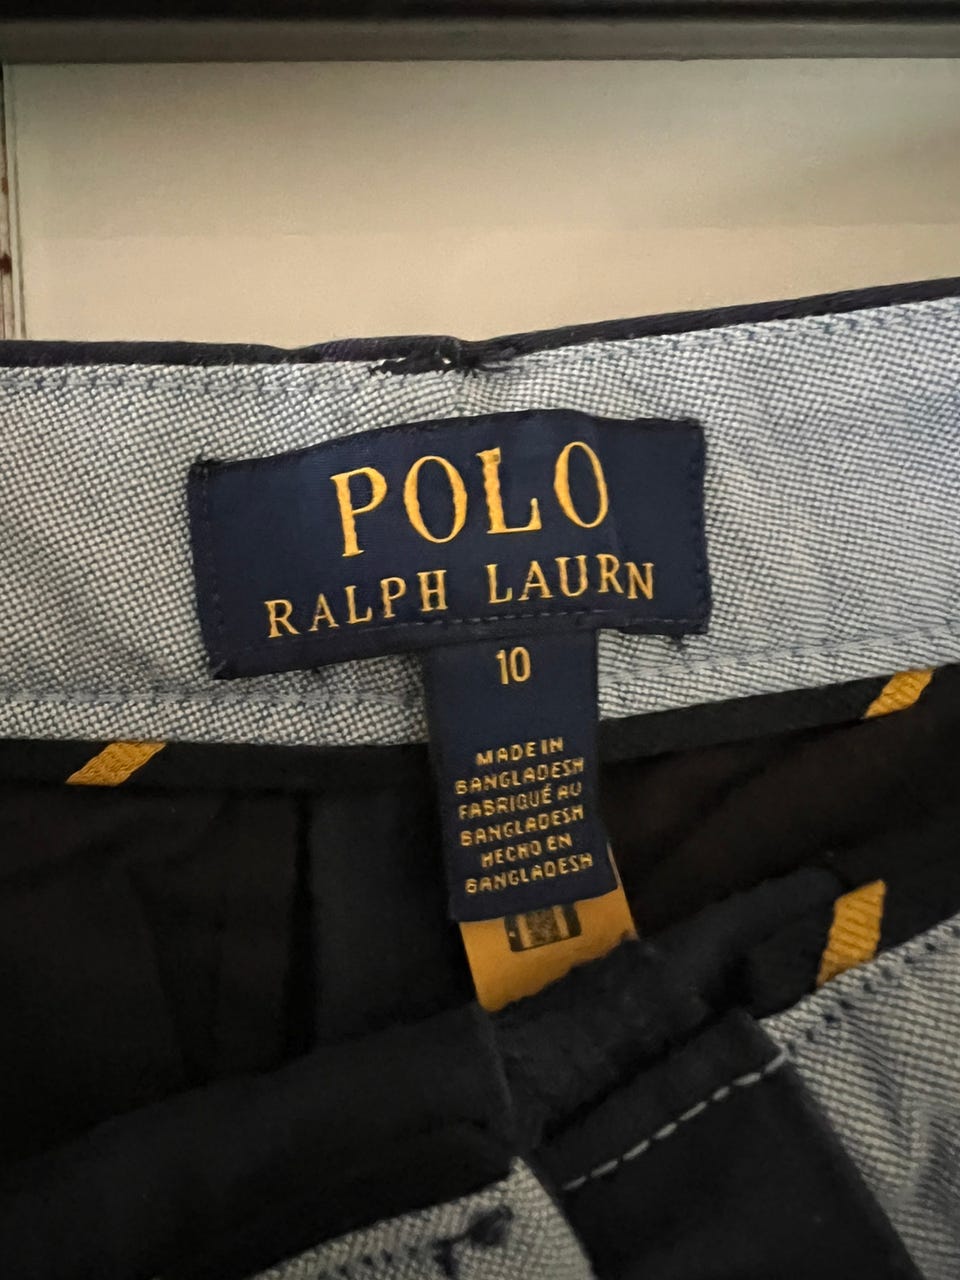 POLO
RALPH LAURN
10
MADE IN
BANGLADESH
FABRIQUÉ AU
BANGLADESH
HECHO EN
BANGLADESH